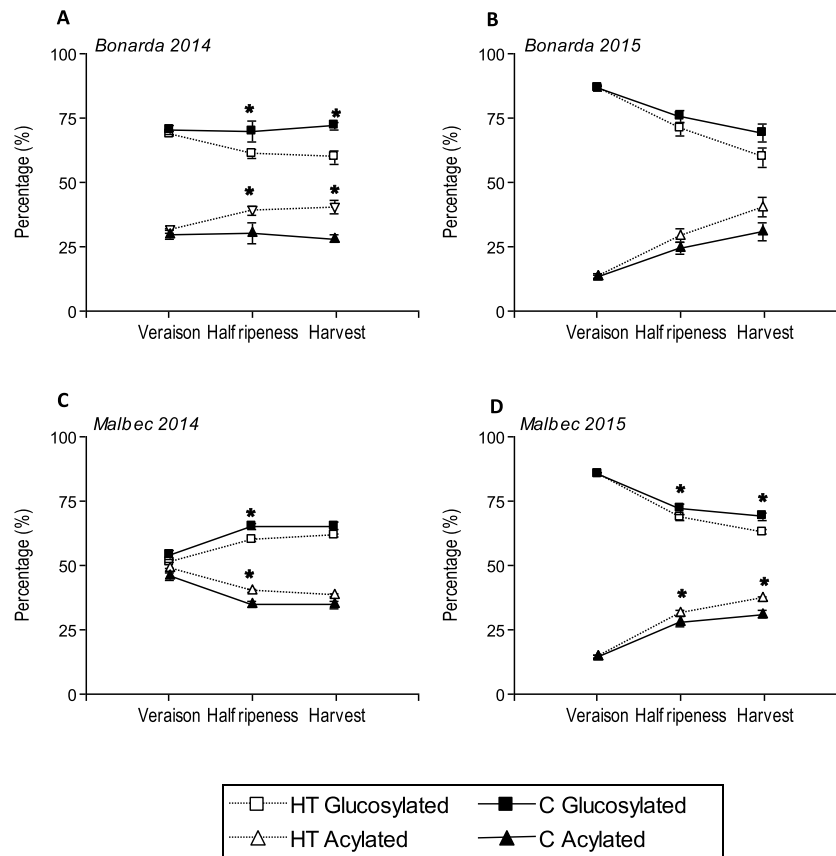 A
Bonarda 2014
100
75
50
25
0
Percentage (%)
* *
* *
Veraison Half ripeness Harvest
B
Bonarda 2015
100
75
50
25
0
Percentage (%)
Veraison Half ripeness Harvest
C
Malbec 2014
100
75
50
25
0
Percentage (%)
*
*
Veraison Half ripeness Harvest
D
Malbec 2015
100
75
50
25
0
Percentage (%)
* *
* *
Veraison Half ripeness Harvest
HT Glucosylated C Glucosylated
HT Acylated C Acylated